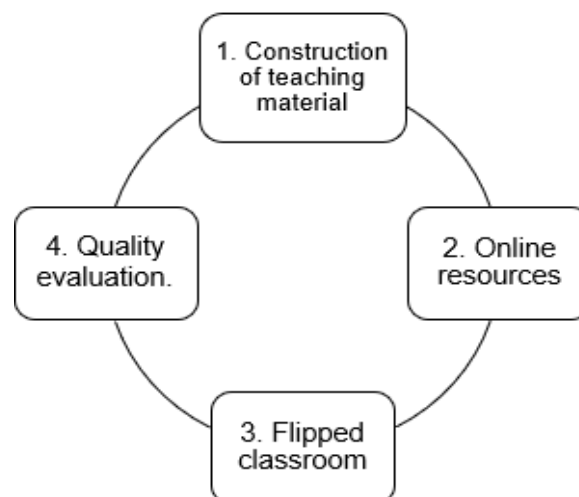 1. Construction
of teaching
material
2. Online
resources
3. Flipped
classroom
4. Quality
evaluation.